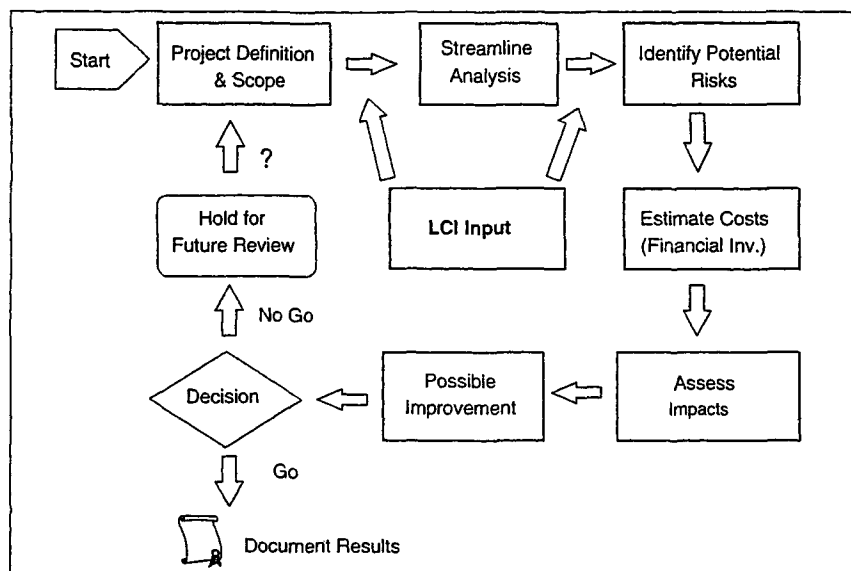 Start
Project Definition
& Scope
Streamline
Analysis
Identify Potential
Risks
?
Hold for
Future Review
LCI Input
Estimate Costs
(Financial Inv.)
No Go
Decision
Possible
Improvement
Assess
Impacts
Go
Document Results